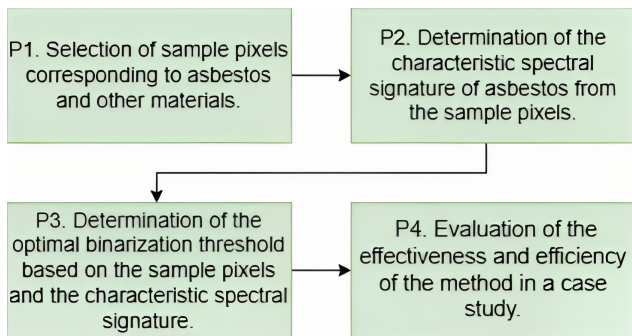 P1. Selection of sample pixels
corresponding to asbestos
and other materials.
P2. Determination of the
characteristic spectral
signature of asbestos from
the sample pixels.
P3. Determination of the
optimal binarization threshold
based on the sample pixels
and the characteristic spectral
signature.
P4. Evaluation of the
effectiveness and efficiency
of the method in a case
study.